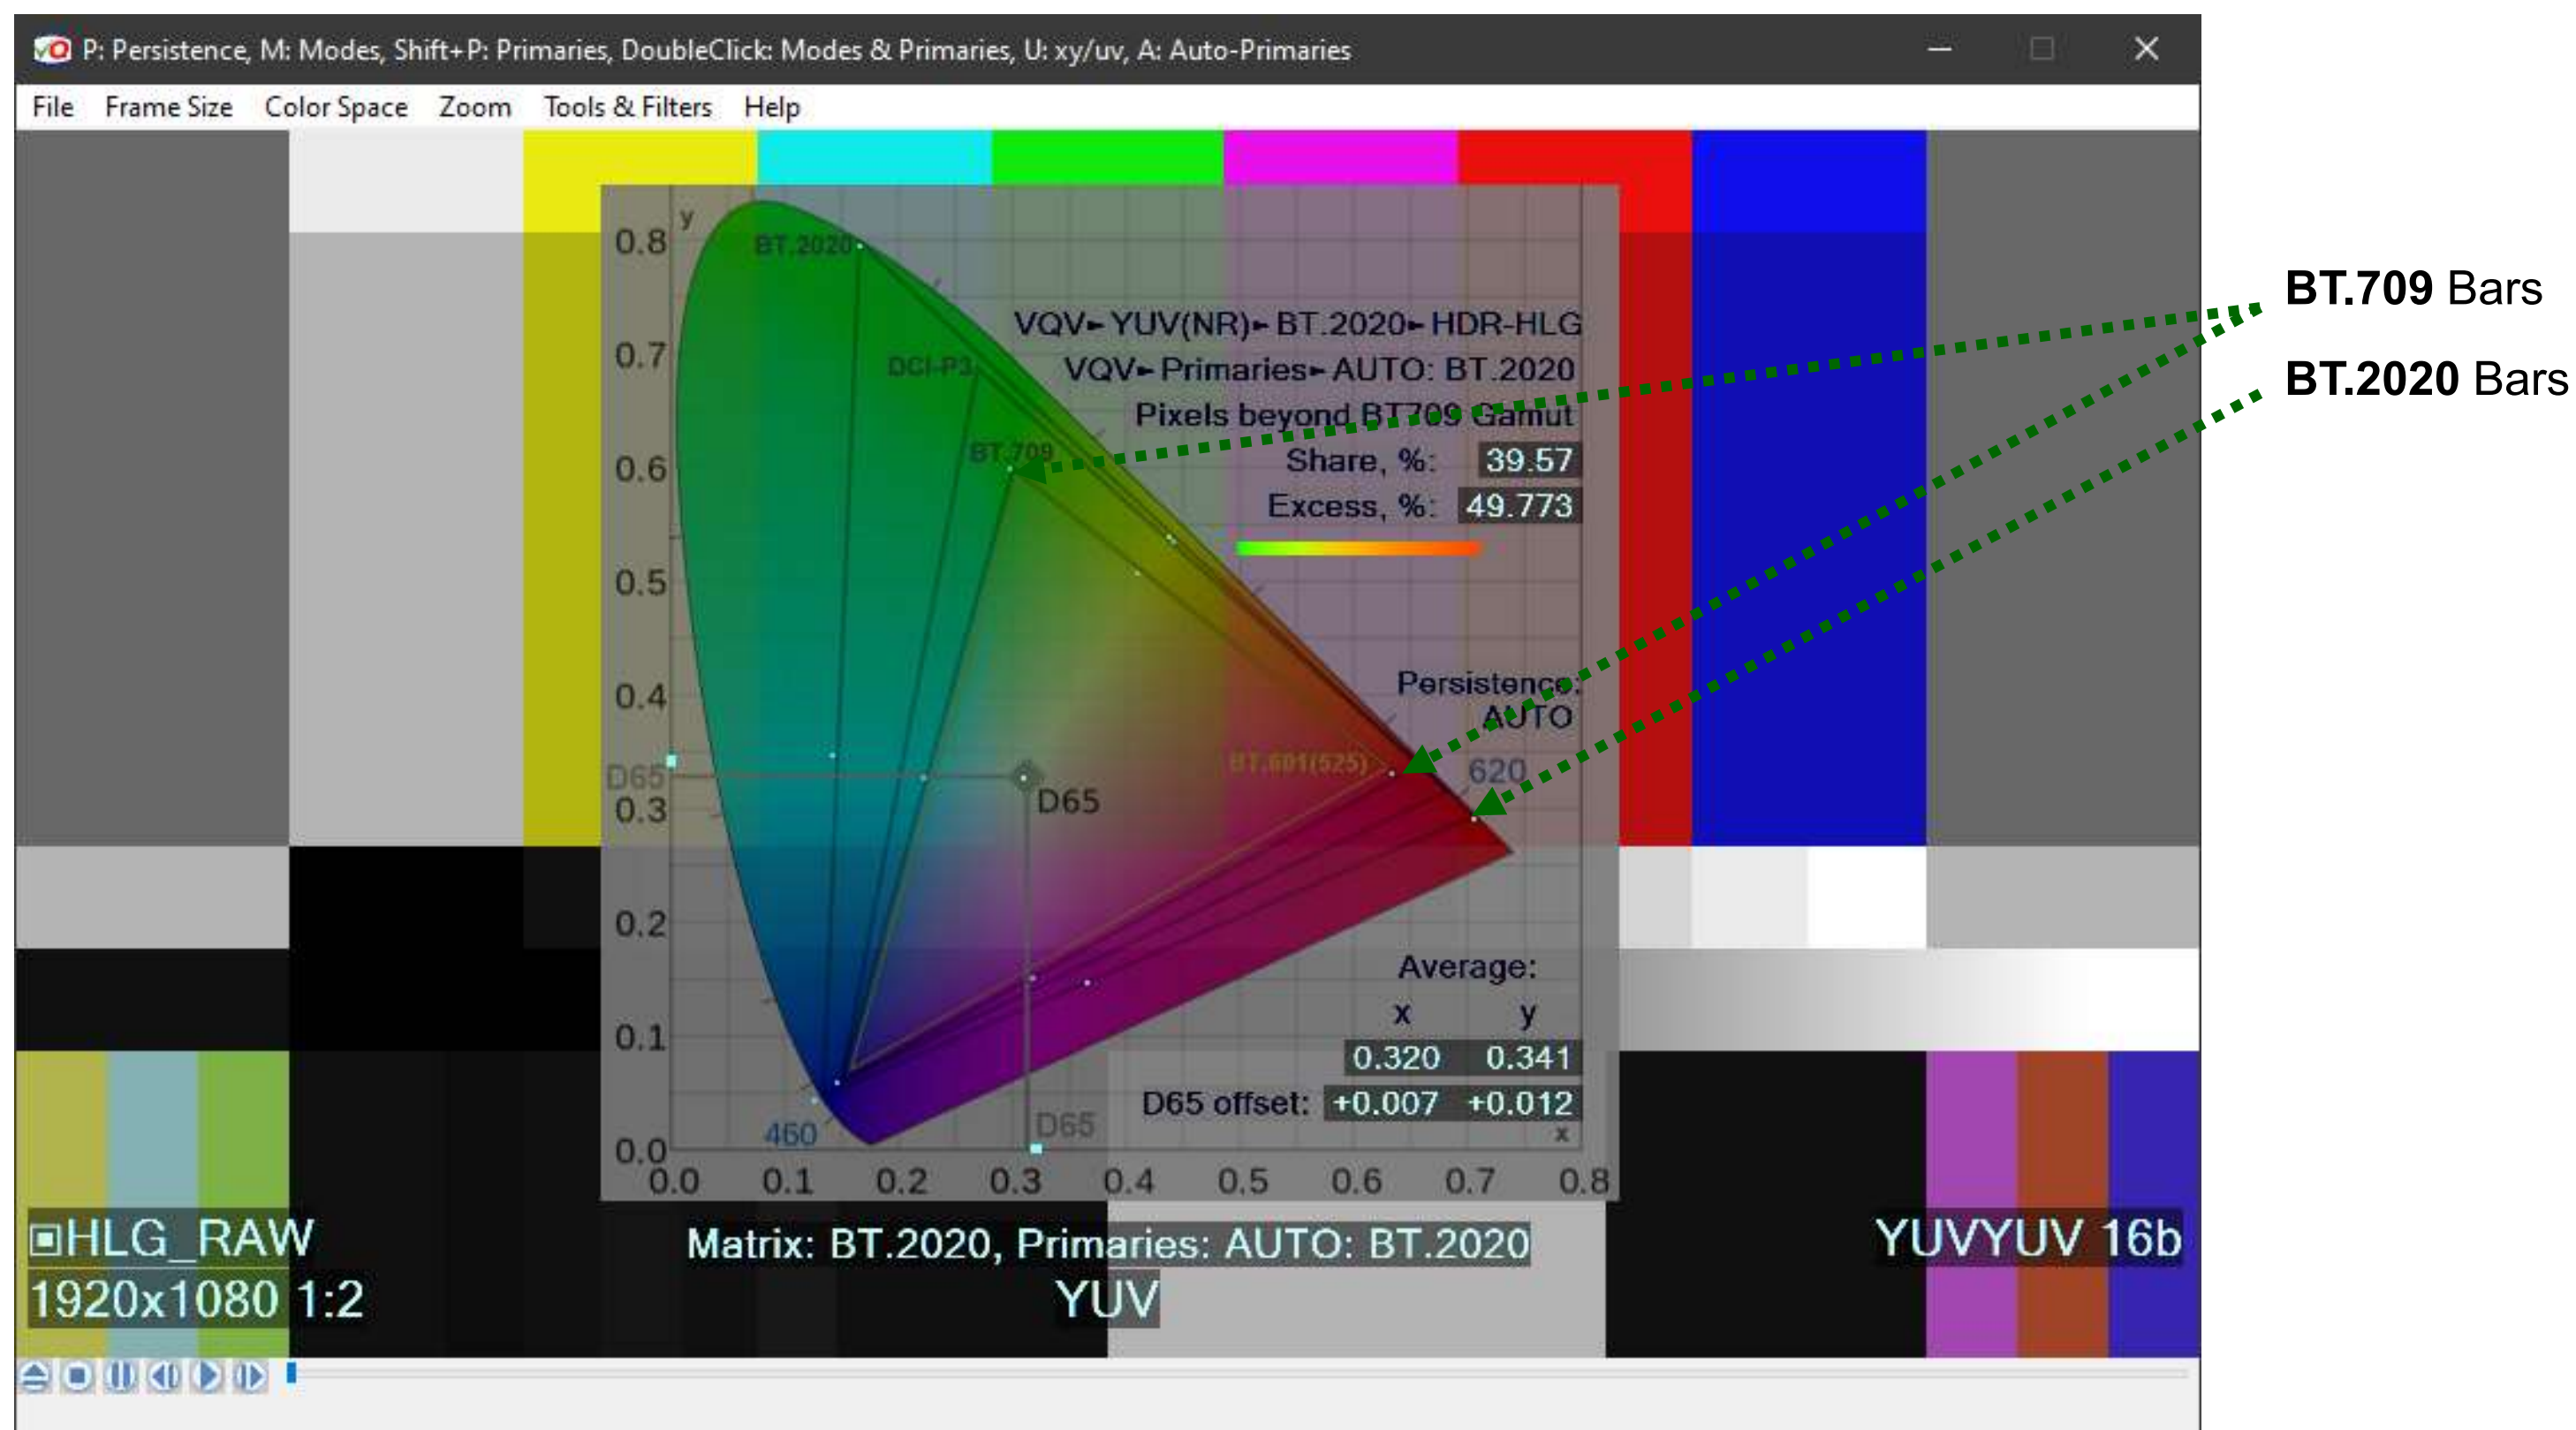 P: Persistence, M: Modes, Shift+P: Primaries, DoubleClick: Modes & Primaries, U: xy/uv, A: Auto-Primaries
File Frame Size Color Space Zoom Tools & Filters Help
BT.709 Bars
BT.2020 Bars
y
0.8
0.7
0.6
0.5
0.4
0.3
0.2
0.1
0.0
BT.2020
DCI-P3
BT.709
VQV►YUV(NR)►BT.2020►HDR-HLG
VQV►Primaries►AUTO: BT.2020
Pixels beyond BT709 Gamut
Share, %: 39.57
Excess, %: 49.773
Persistence:
AUTO
BT.601(525)
620
D65
D65
Average:
x y
0.320 0.341
D65 offset: +0.007 +0.012
460
D65
x
0.0 0.1 0.2 0.3 0.4 0.5 0.6 0.7 0.8
HLG_RAW
1920x1080 1:2
Matrix: BT.2020, Primaries: AUTO: BT.2020
YUV
YUVYUV 16b